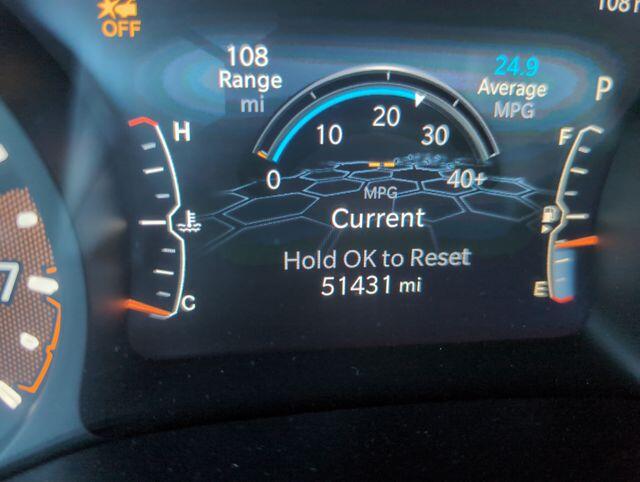 OFF
108
Range
mi
24.9
Average
MPG
P
H
C
0
10
20
30
40+
MPG
Current
Hold OK to Reset
51431 mi
F
E
7